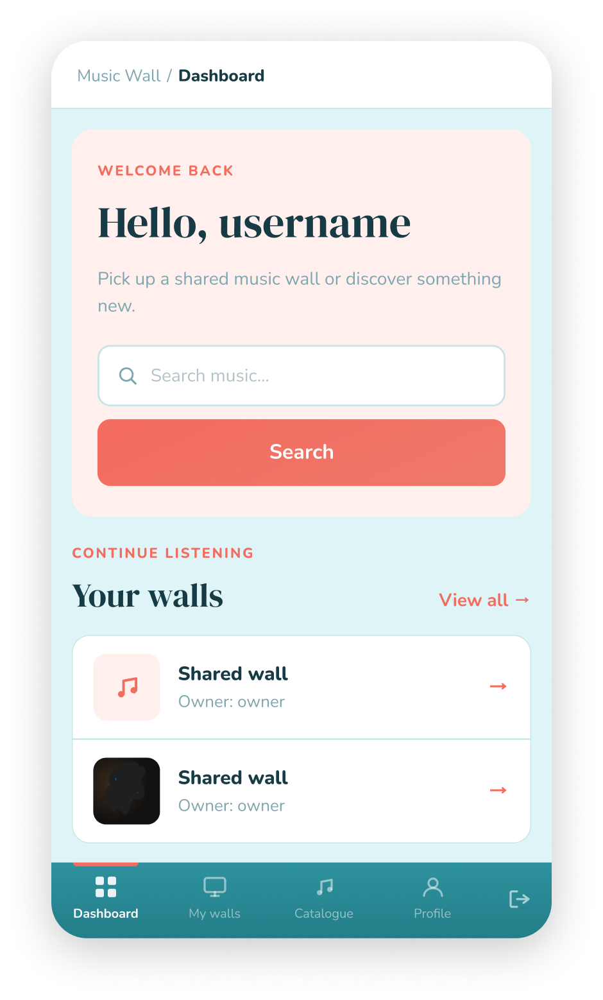 Music Wall / Dashboard
WELCOME BACK
Hello, username
Pick up a shared music wall or discover something
new.
Search music...
Search
CONTINUE LISTENING
Your walls
View all →
Shared wall
Owner: owner
→
Shared wall
Owner: owner
→
Dashboard
My walls
Catalogue
Profile